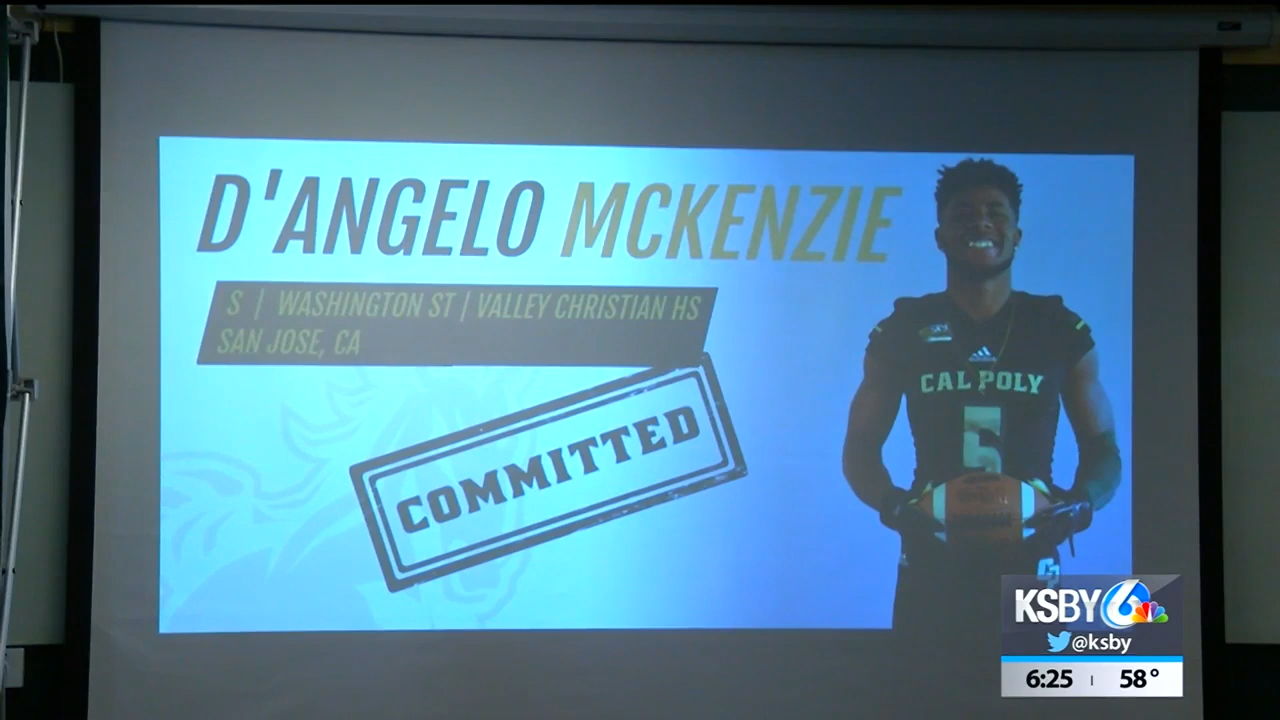 D'ANGELO MCKENZIE
S | WASHINGTON ST | VALLEY CHRISTIAN HS
SAN JOSE, CA
COMMITTED
CAL POLY
5
KSBY 6
@ksby
6:25 58°